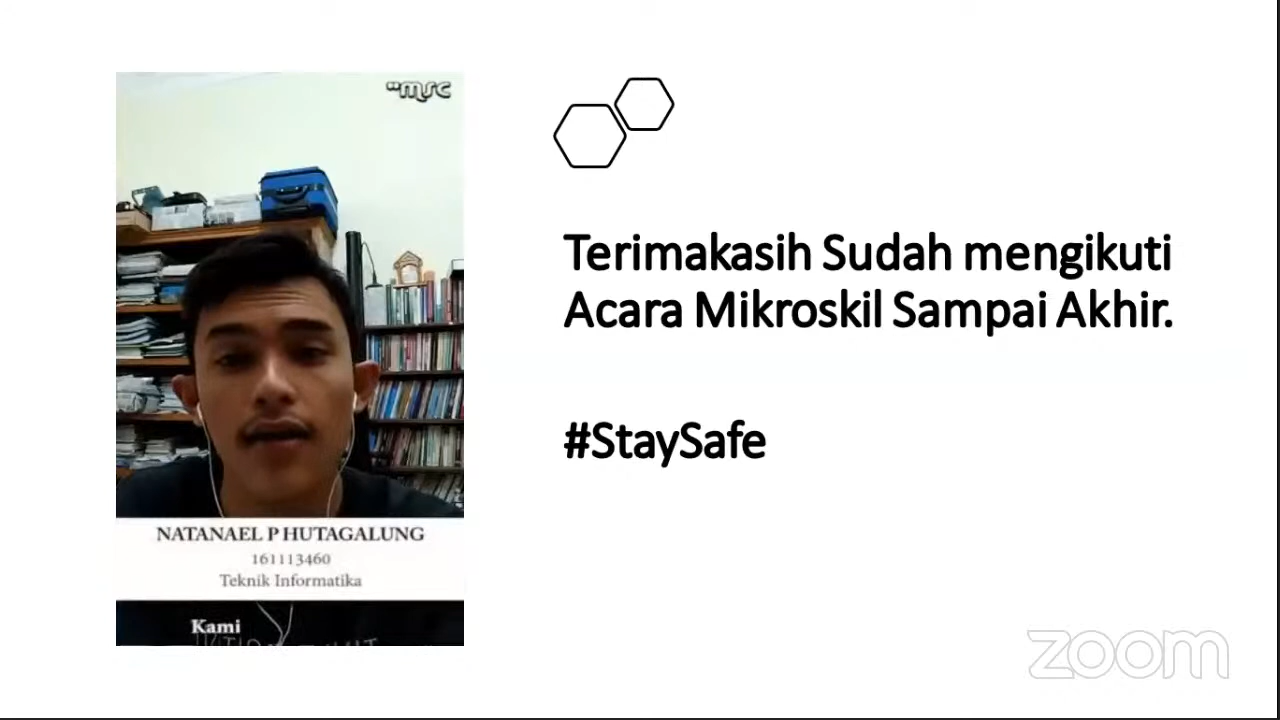 msc
Terimakasih Sudah mengikuti
Acara Mikroskil Sampai Akhir.
#StaySafe
NATANAEL P HUTAGALUNG
161113460
Teknik Informatika
Kami
zoom